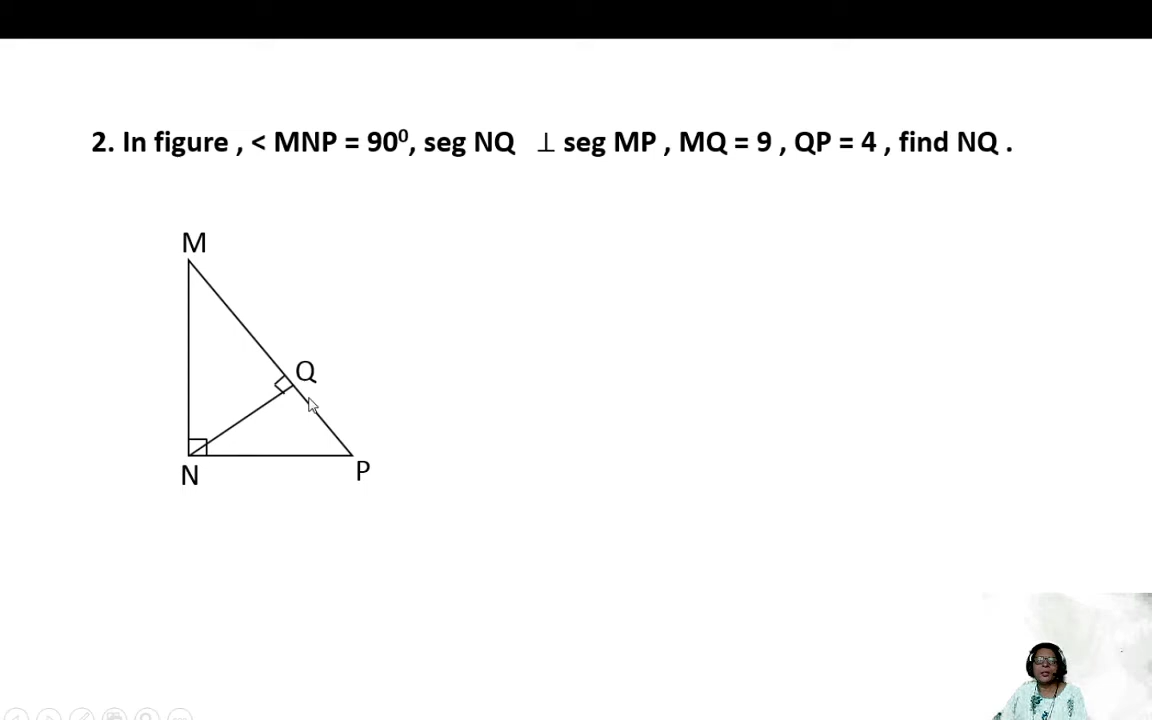 2. In figure , < MNP = 90⁰, seg NQ ⊥ seg MP , MQ = 9 , QP = 4 , find NQ .
M
Q
N
P